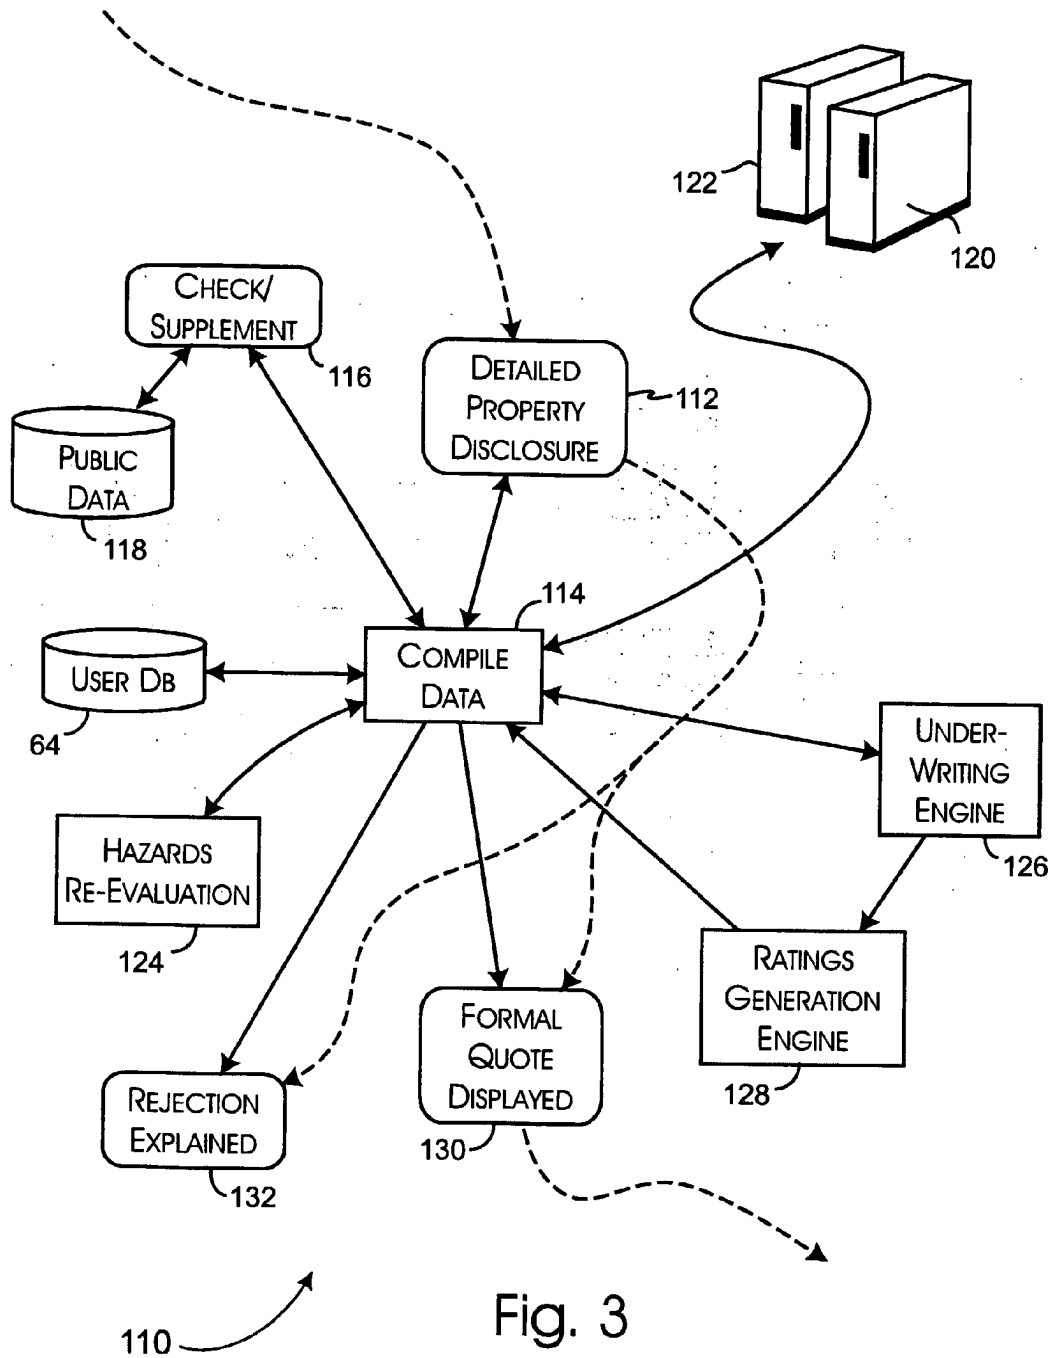 122
120
CHECK/
SUPPLEMENT
116
DETAILED
PROPERTY
DISCLOSURE
112
PUBLIC
DATA
118
114
COMPILE
DATA
USER DB
64
UNDER-
WRITING
ENGINE
126
HAZARDS
RE-EVALUATION
124
RATINGS
GENERATION
ENGINE
128
FORMAL
QUOTE
DISPLAYED
130
REJECTION
EXPLAINED
132
110
Fig. 3